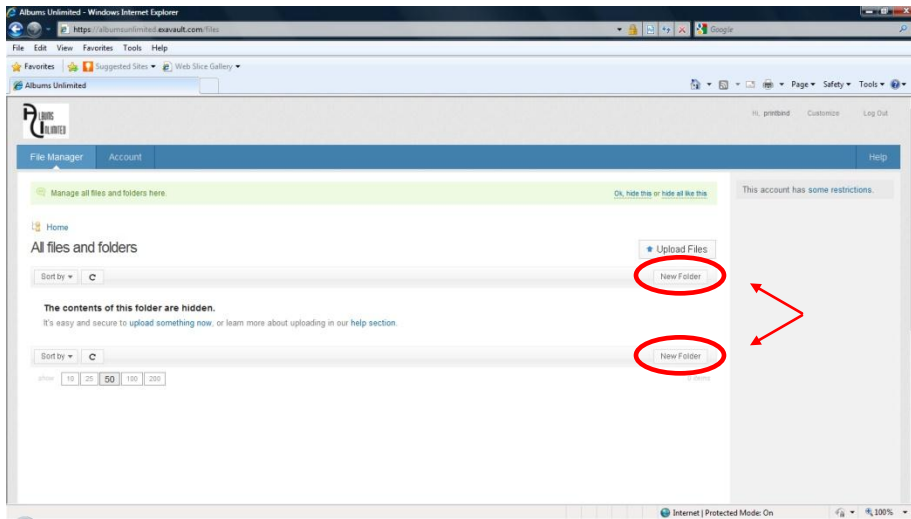 Albums Unlimited - Windows Internet Explorer
https://albumsunlimited.exavault.com/files
Google
File Edit View Favorites Tools Help
Favorites Suggested Sites Web Slice Gallery
Albums Unlimited
Page Safety Tools
ALBUMS
UNLIMITED
Hi, printbind Customize Log Out
File Manager Account Help
Manage all files and folders here. Ok, hide this or hide all like this
This account has some restrictions.
Home
All files and folders
Upload Files
Sort by New Folder
The contents of this folder are hidden.
It's easy and secure to upload something now, or learn more about uploading in our help section.
Sort by New Folder
show 10 25 50 100 200
0 items
Internet | Protected Mode: On 100%